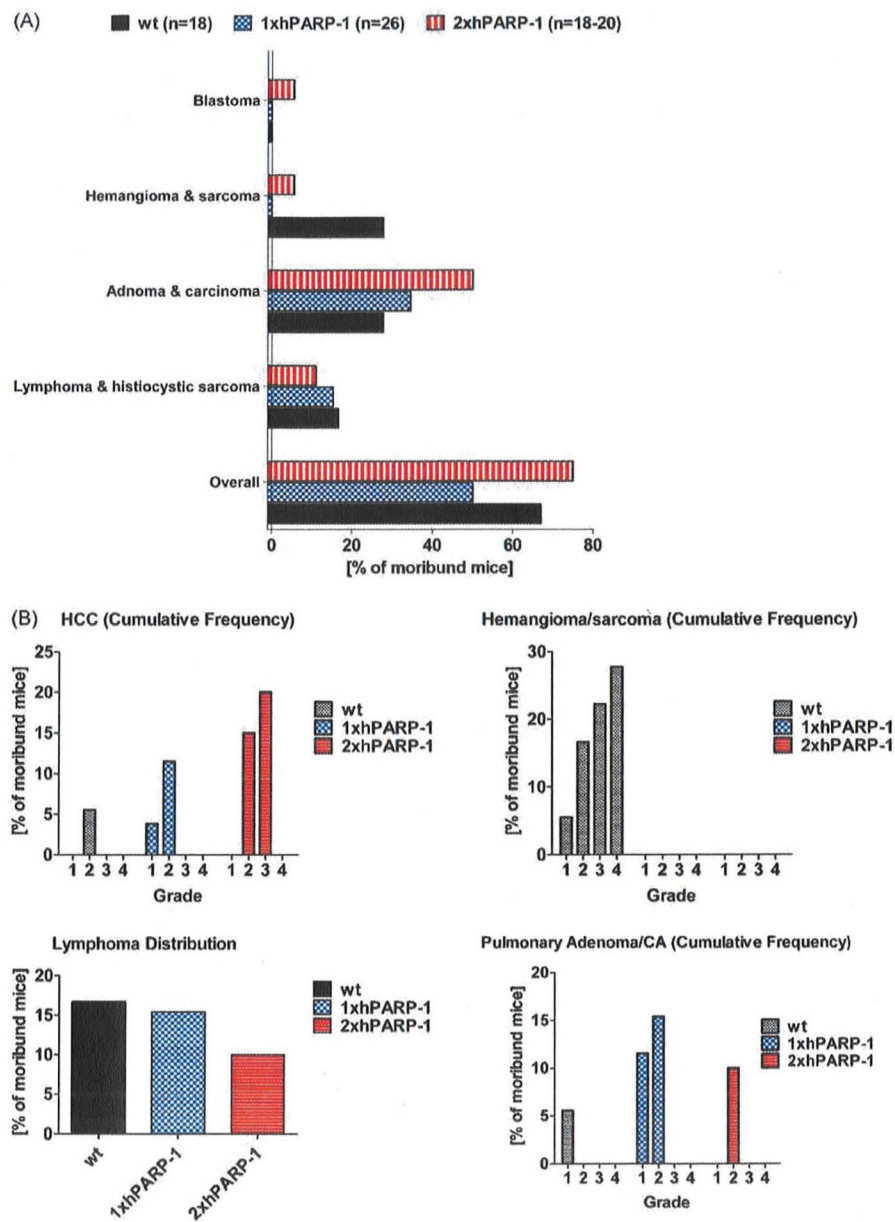 (A)
wt (n=18) 1xhPARP-1 (n=26) 2xhPARP-1 (n=18-20)
Blastoma
Hemangioma & sarcoma
Adnoma & carcinoma
Lymphoma & histiocystic sarcoma
Overall
0 20 40 60 80
[% of moribund mice]
(B)
HCC (Cumulative Frequency)
[% of moribund mice]
25
20
15
10
5
0
1 2 3 4 1 2 3 4 1 2 3 4
Grade
wt
1xhPARP-1
2xhPARP-1
Hemangioma/sarcoma (Cumulative Frequency)
[% of moribund mice]
30
20
10
0
1 2 3 4 1 2 3 4 1 2 3 4
Grade
wt
1xhPARP-1
2xhPARP-1
Lymphoma Distribution
[% of moribund mice]
20
15
10
5
0
wt
1xhPARP-1
2xhPARP-1
wt
1xhPARP-1
2xhPARP-1
Pulmonary Adenoma/CA (Cumulative Frequency)
[% of moribund mice]
20
15
10
5
0
1 2 3 4 1 2 3 4 1 2 3 4
Grade
wt
1xhPARP-1
2xhPARP-1